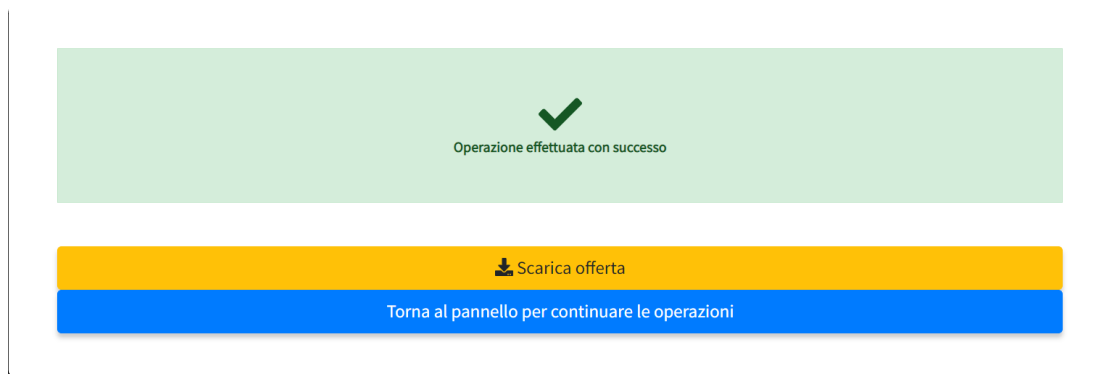 Operazione effettuata con successo
Scarica offerta
Torna al pannello per continuare le operazioni